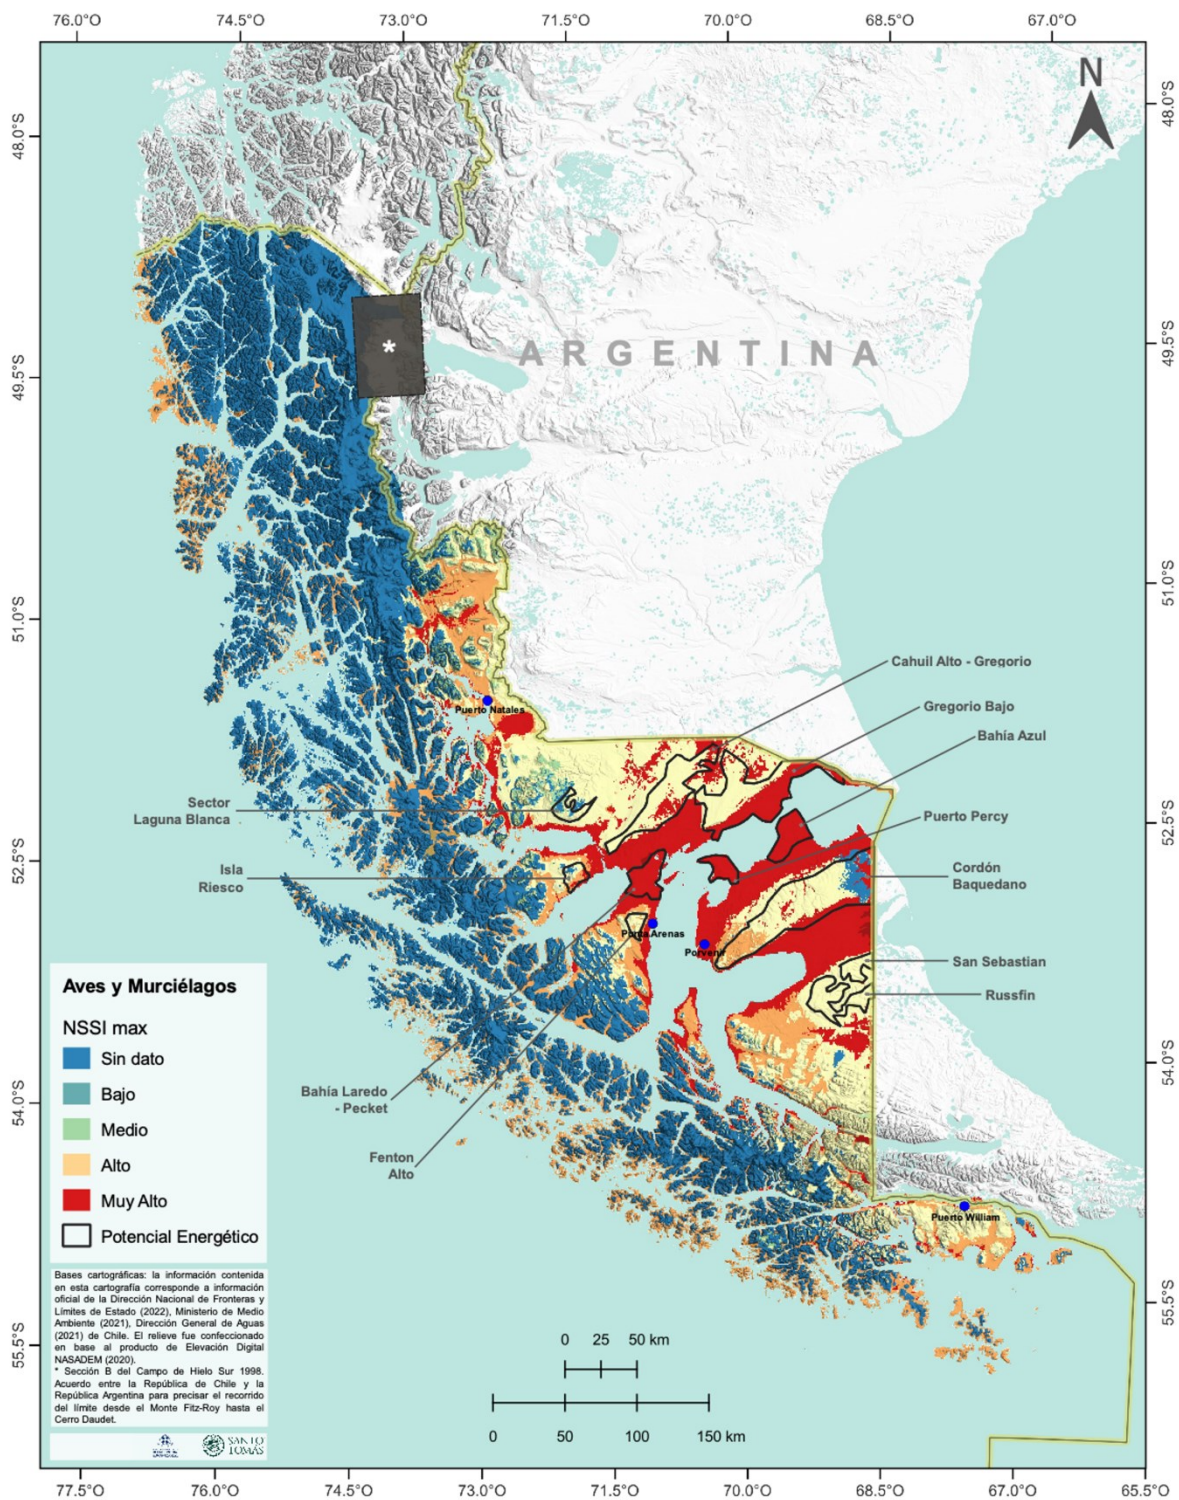 76.0°O 74.5°O 73.0°O 71.5°O 70.0°O 68.5°O 67.0°O
N
48.0°S
48.0°S
ARGENTINA
*
49.5°S
49.5°S
51.0°S
51.0°S
Cahuil Alto - Gregorio
Puerto Natales
Gregorio Bajo
Bahía Azul
Sector
Laguna Blanca
Puerto Percy
52.5°S
52.5°S
Isla
Riesco
Cordón
Baquedano
Punta Arenas
Porvenir
San Sebastian
Russfin
Aves y Murciélagos
NSSI max
Sin dato
Bajo
Medio
Alto
Muy Alto
Potencial Energético
54.0°S
54.0°S
Bahía Laredo
- Pecket
Fenton
Alto
Puerto William
Bases cartográficas: la información contenida
en esta cartografía corresponde a información
oficial de la Dirección Nacional de Fronteras y
Límites de Estado (2022), Ministerio de Medio
Ambiente (2021), Dirección General de Aguas
(2021) de Chile. El relieve fue confeccionado
en base al producto de Elevación Digital
NASADEM (2020).
* Sección B del Campo de Hielo Sur 1998.
Acuerdo entre la República de Chile y la
República Argentina para precisar el recorrido
del límite desde el Monte Fitz-Roy hasta el
Cerro Daudet.
SANTO
TOMÁS
55.5°S
55.5°S
0 25 50 km
0 50 100 150 km
77.5°O 76.0°O 74.5°O 73.0°O 71.5°O 70.0°O 68.5°O 67.0°O 65.5°O